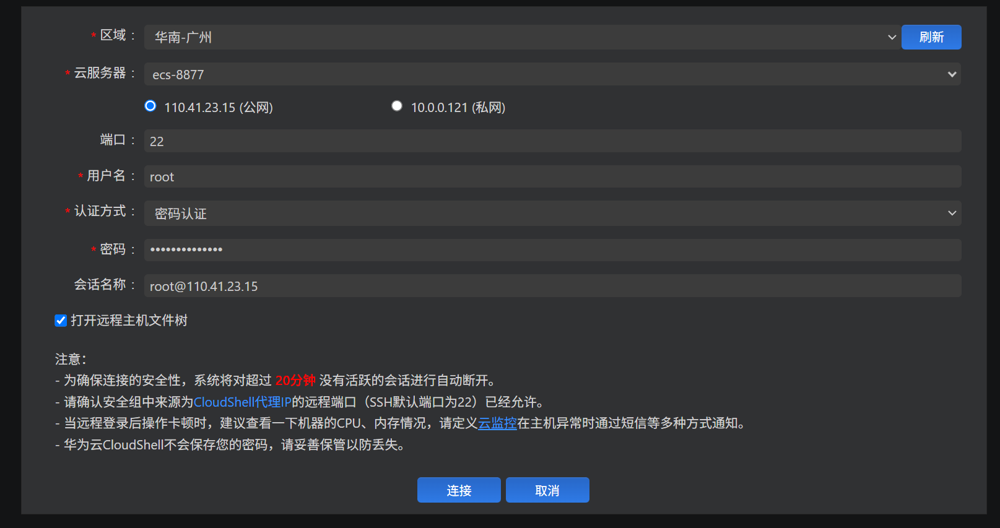 * 区域 : 华南-广州 刷新
* 云服务器 : ecs-8877
110.41.23.15 (公网) 10.0.0.121 (私网)
端口 : 22
* 用户名 : root
* 认证方式 : 密码认证
* 密码 : ••••••••••••••
会话名称 : root@110.41.23.15
打开远程主机文件树
注意：
- 为确保连接的安全性，系统将对超过 20分钟 没有活跃的会话进行自动断开。
- 请确认安全组中来源为CloudShell代理IP的远程端口（SSH默认端口为22）已经允许。
- 当远程登录后操作卡顿时，建议查看一下机器的CPU、内存情况，请定义云监控在主机异常时通过短信等多种方式通知。
- 华为云CloudShell不会保存您的密码，请妥善保管以防丢失。
连接 取消